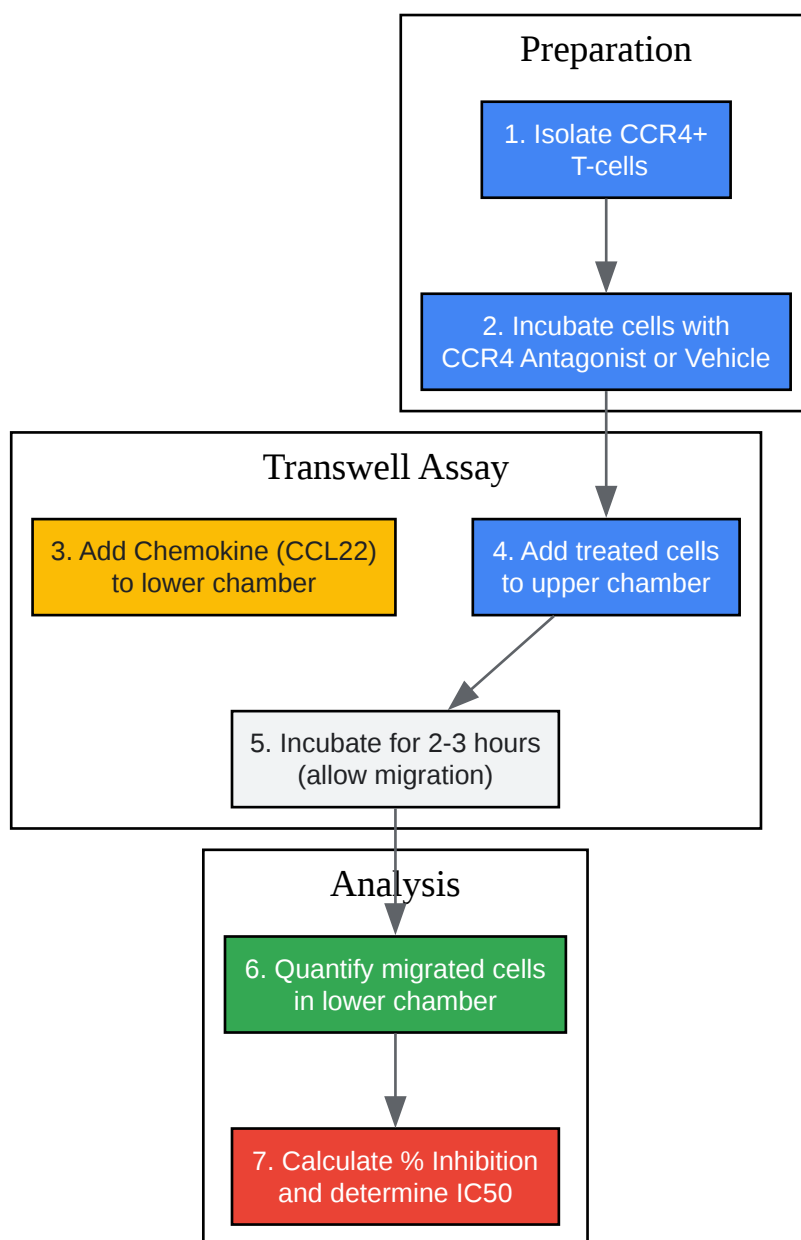 Preparation
1. Isolate CCR4+
T-cells
2. Incubate cells with
CCR4 Antagonist or Vehicle
Transwell Assay
3. Add Chemokine (CCL22)
to lower chamber
4. Add treated cells
to upper chamber
5. Incubate for 2-3 hours
(allow migration)
Analysis
6. Quantify migrated cells
in lower chamber
7. Calculate % Inhibition
and determine IC50